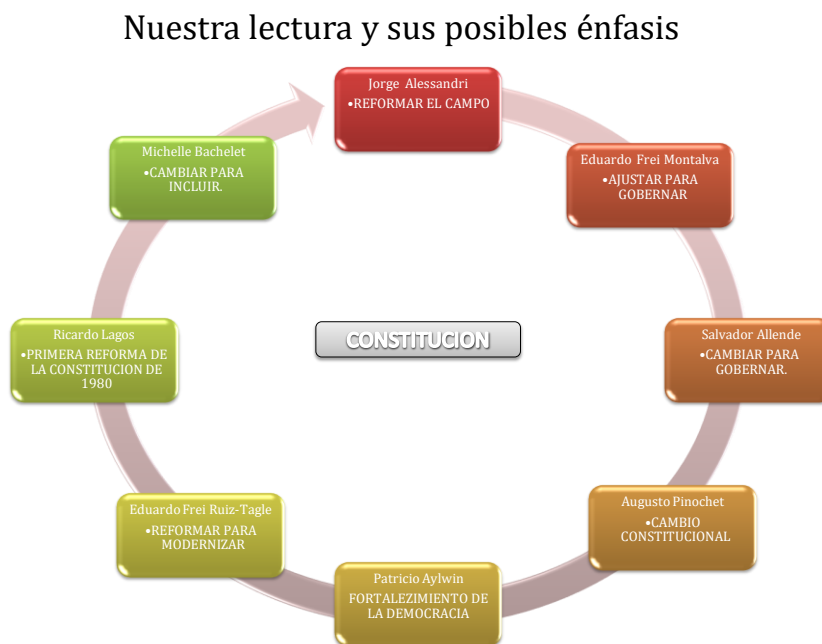 Nuestra lectura y sus posibles énfasis
Jorge Alessandri
•REFORMAR EL CAMPO
Eduardo Frei Montalva
•AJUSTAR PARA
GOBERNAR
Salvador Allende
•CAMBIAR PARA
GOBERNAR.
Augusto Pinochet
•CAMBIO
CONSTITUCIONAL
Patricio Aylwin
FORTALEZIMIENTO DE
LA DEMOCRACIA
Eduardo Frei Ruiz-Tagle
•REFORMAR PARA
MODERNIZAR
Ricardo Lagos
•PRIMERA REFORMA DE
LA CONSTITUCION DE
1980
Michelle Bachelet
•CAMBIAR PARA
INCLUIR.
CONSTITUCION